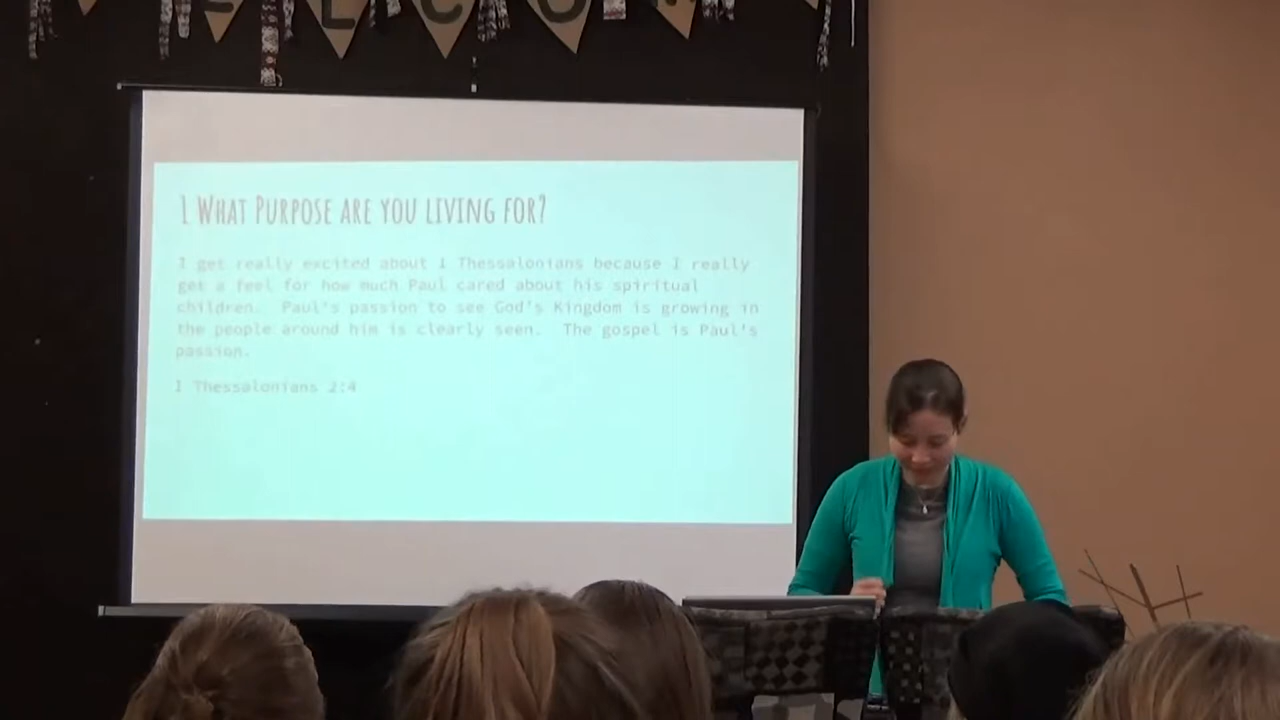 ELCO
1 WHAT PURPOSE ARE YOU LIVING FOR?
I get really excited about 1 Thessalonians because I really
get a feel for how much Paul cared about his spiritual
children. Paul's passion to see God's Kingdom is growing in
the people around him is clearly seen. The gospel is Paul's
passion.
1 Thessalonians 2:4